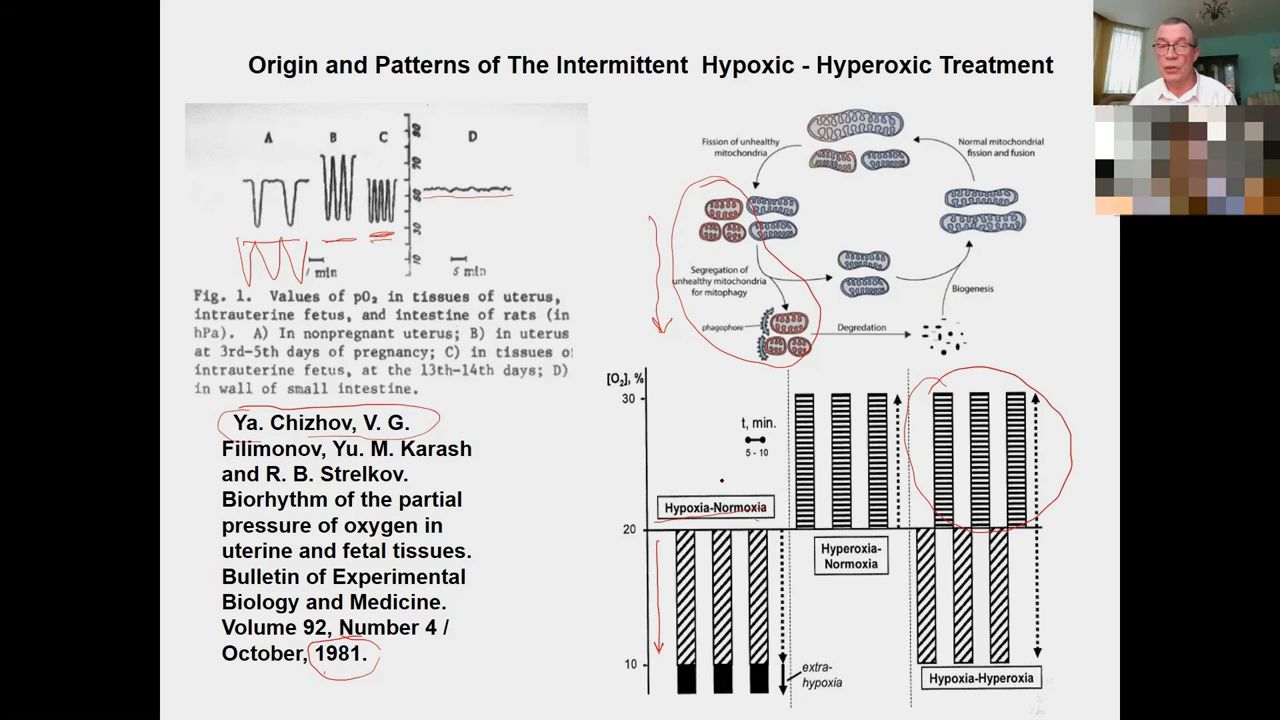 Origin and Patterns of The Intermittent Hypoxic - Hyperoxic Treatment
A
B
C
D
90
70
50
30
10
1 min
5 min
Fig. 1. Values of pO₂ in tissues of uterus,
intrauterine fetus, and intestine of rats (in
hPa). A) In nonpregnant uterus; B) in uterus
at 3rd-5th days of pregnancy; C) in tissues o
intrauterine fetus, at the 13th-14th days; D)
in wall of small intestine.
Ya. Chizhov, V. G.
Filimonov, Yu. M. Karash
and R. B. Strelkov.
Biorhythm of the partial
pressure of oxygen in
uterine and fetal tissues.
Bulletin of Experimental
Biology and Medicine.
Volume 92, Number 4 /
October, 1981.
Fission of unhealthy
mitochondria
Normal mitochondrial
fission and fusion
Segregation of
unhealthy mitochondria
for mitophagy
Biogenesis
phagophore
Degradation
[O₂], %
30
t, min.
5 - 10
Hypoxia-Normoxia
20
Hyperoxia-
Normoxia
10
extra-
hypoxia
Hypoxia-Hyperoxia